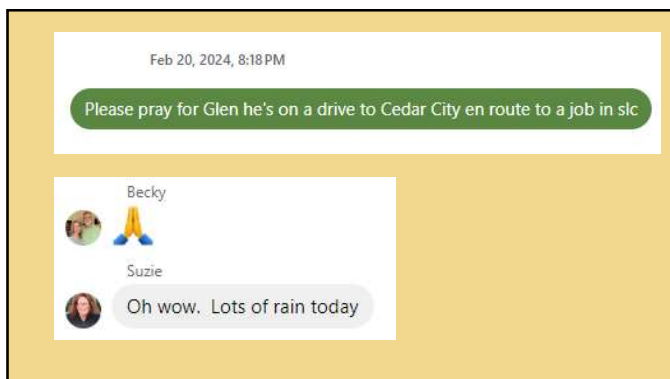 Feb 20, 2024, 8:18 PM
Please pray for Glen he's on a drive to Cedar City en route to a job in slc
Becky
Suzie
Oh wow. Lots of rain today